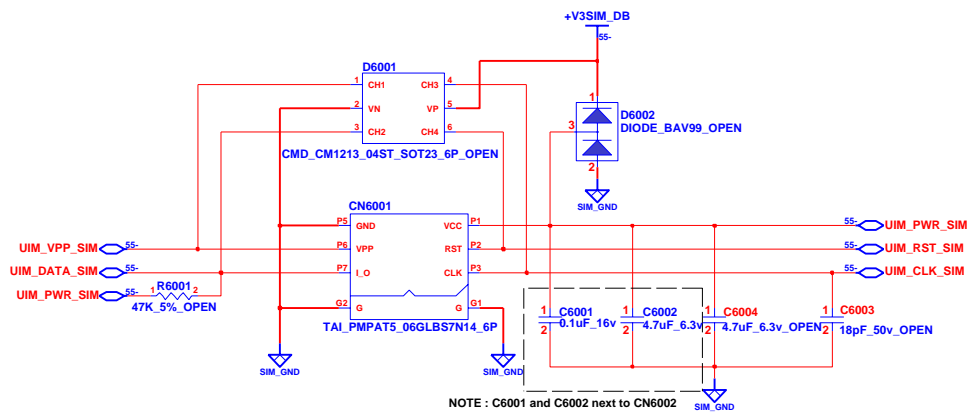 +V3SIM_DB
55-
D6001
1 CH1 CH3 4
2 VN VP 5
3 CH2 CH4 6
CMD_CM1213_04ST_SOT23_6P_OPEN
1
3
2
D6002
DIODE_BAV99_OPEN
SIM_GND
CN6001
P5 GND VCC P1 55- UIM_PWR_SIM
UIM_VPP_SIM 55- P6 VPP RST P2 55- UIM_RST_SIM
UIM_DATA_SIM 55- P7 I_O CLK P3 55- UIM_CLK_SIM
UIM_PWR_SIM 55- 1 R6001 2
47K_5%_OPEN
G2 G G G1
TAI_PMPAT5_06GLBS7N14_6P
SIM_GND
SIM_GND
1 C6001
2 0.1uF_16v
1 C6002
2 4.7uF_6.3v
1 C6004
2 4.7uF_6.3v_OPEN
1 C6003
2 18pF_50v_OPEN
SIM_GND
NOTE : C6001 and C6002 next to CN6002